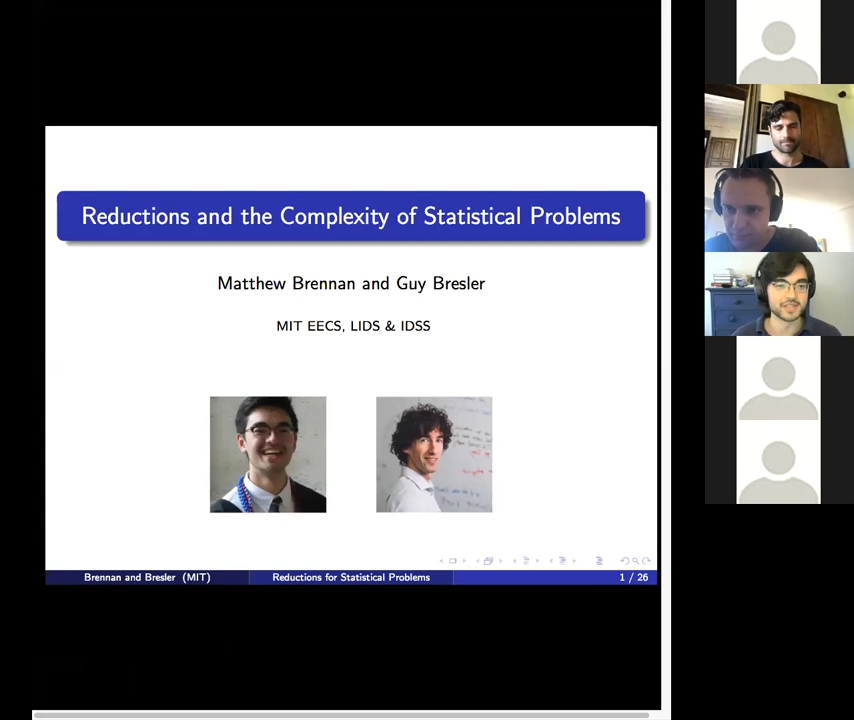 Reductions and the Complexity of Statistical Problems
Matthew Brennan and Guy Bresler
MIT EECS, LIDS & IDSS
Brennan and Bresler (MIT)
Reductions for Statistical Problems
1 / 26